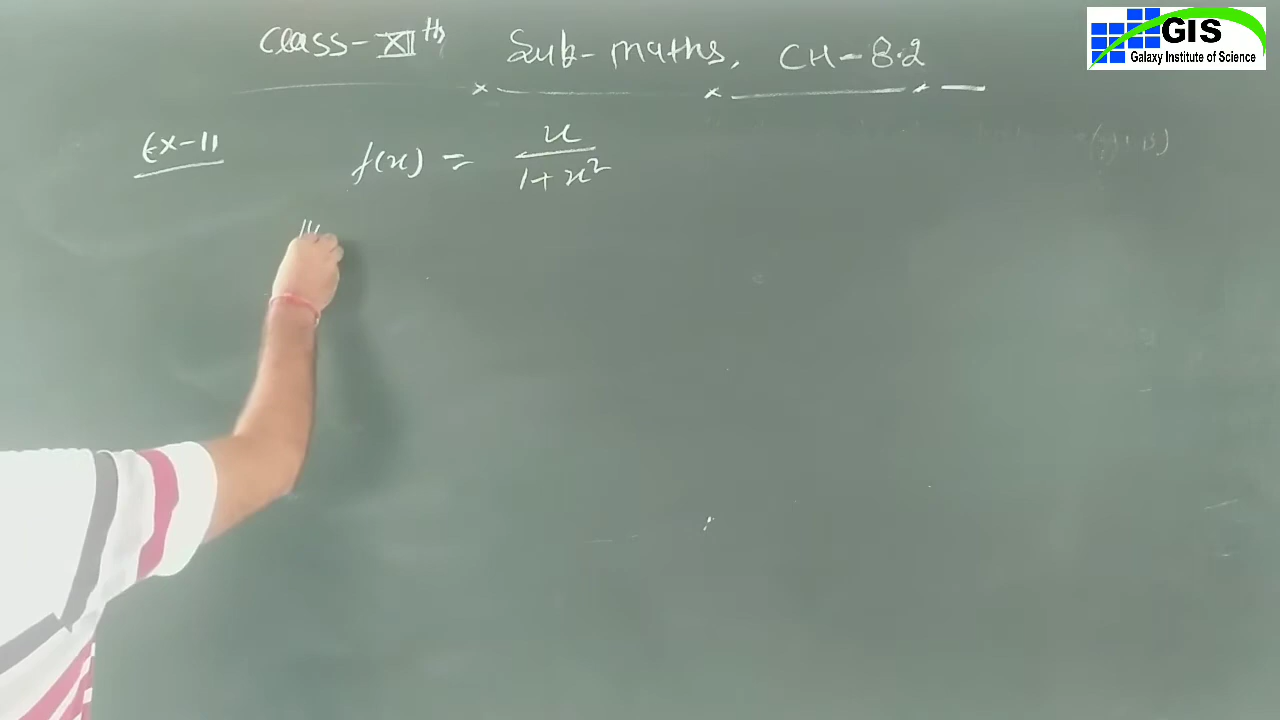 Class-XIIth Sub-maths, CH-8.2
GIS
Galaxy Institute of Science
Ex-11 f(x) = x/(1+x²)